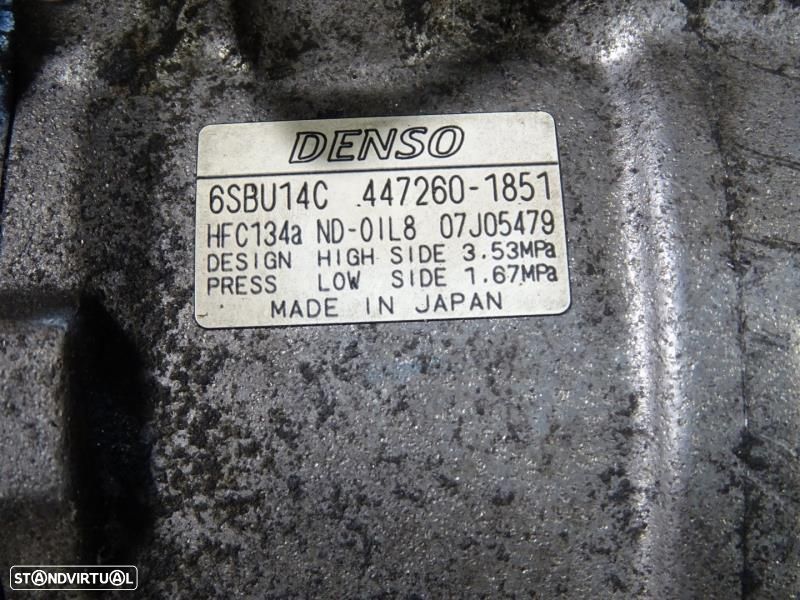 DENSO
6SBU14C 447260-1851
HFC134a ND-OIL8 07J05479
DESIGN HIGH SIDE 3.53MPa
PRESS LOW SIDE 1.67MPa
MADE IN JAPAN
STANDVIRTUAL